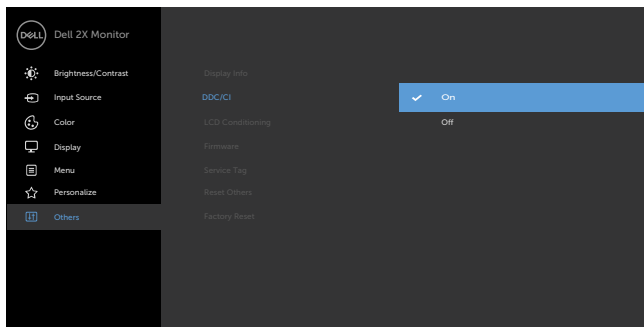 DELL Dell 2X Monitor
Brightness/Contrast
Input Source
Color
Display
Menu
Personalize
Others
Display Info
DDC/CI
LCD Conditioning
Firmware
Service Tag
Reset Others
Factory Reset
On
Off